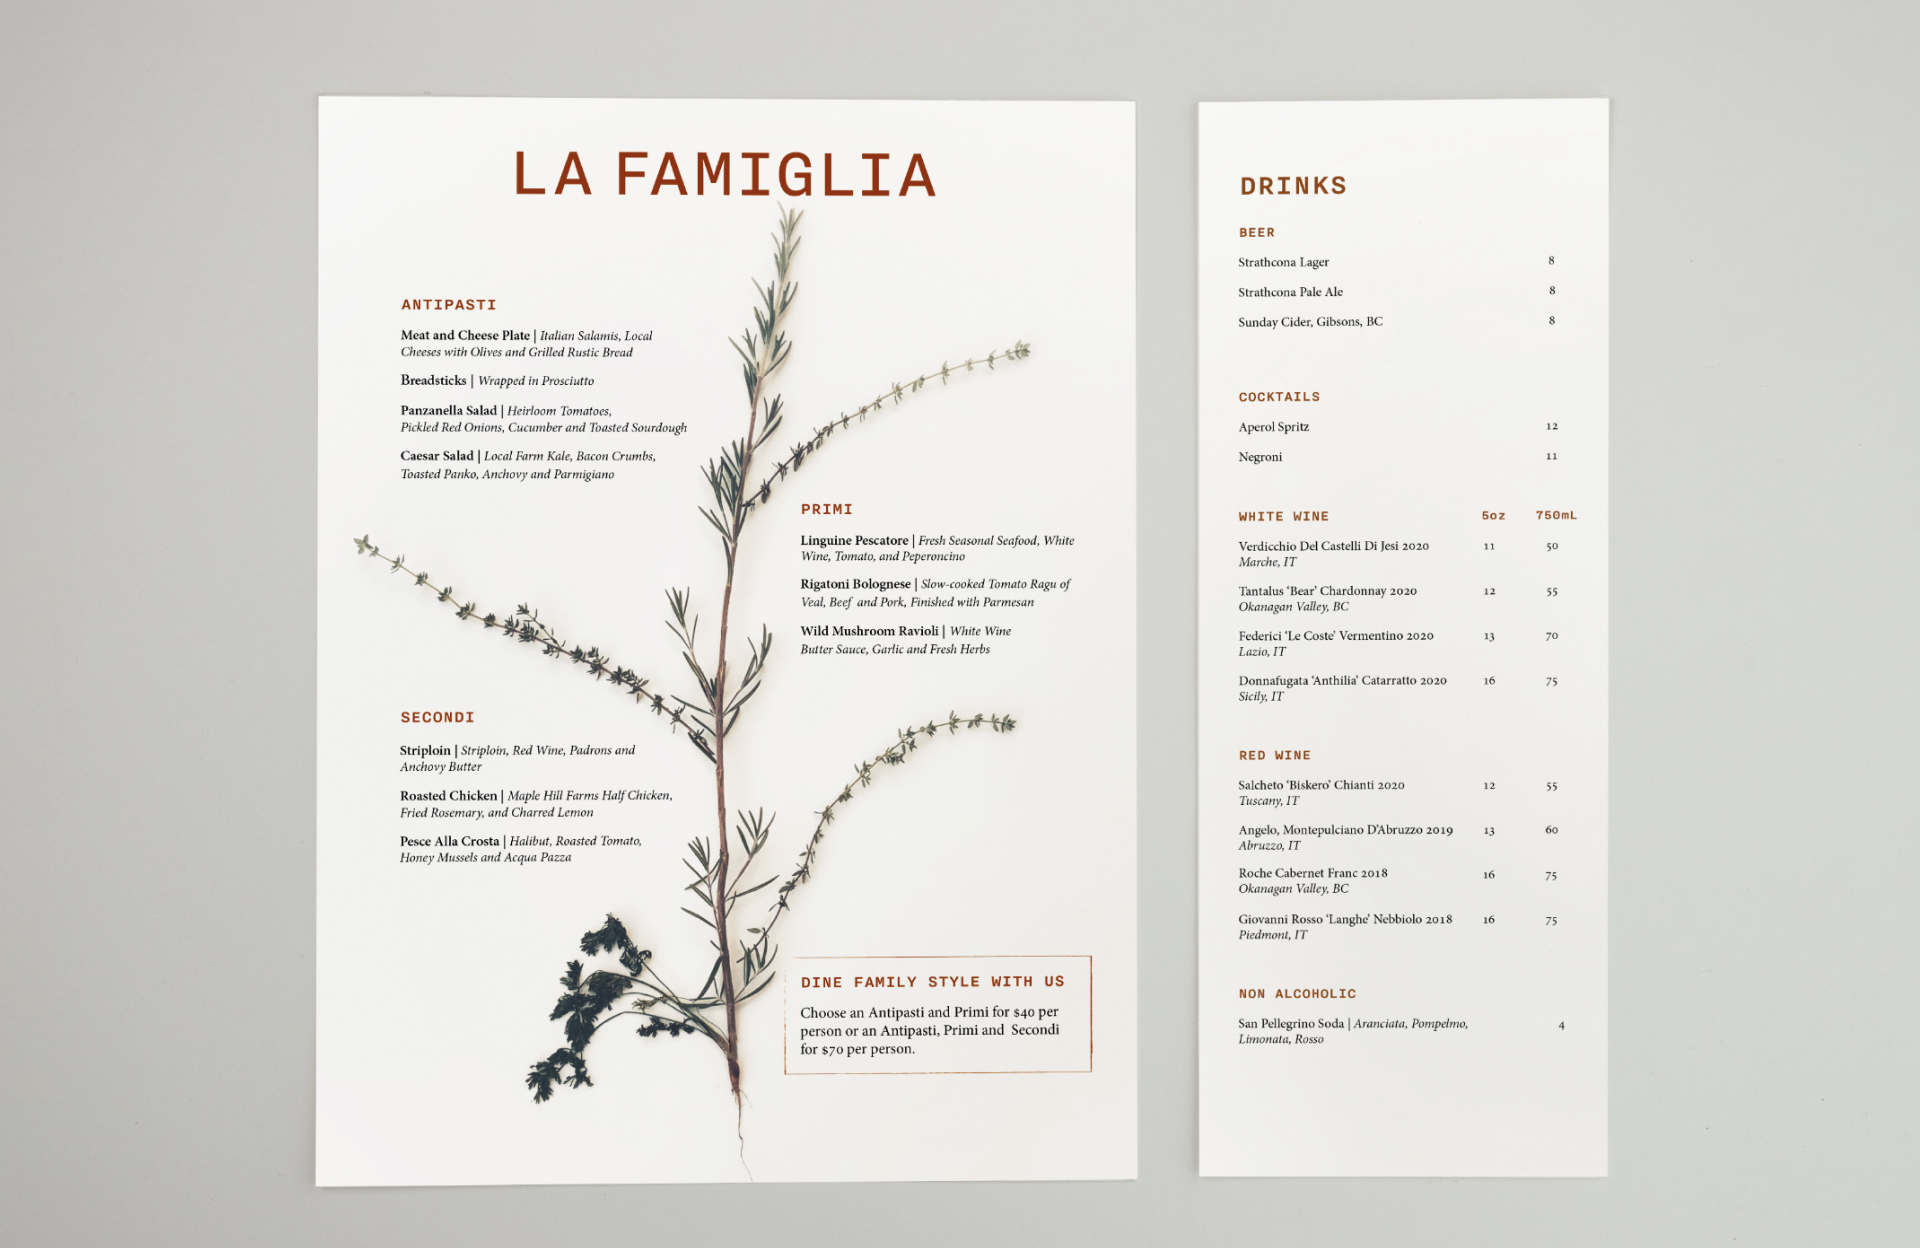 LA FAMIGLIA
ANTIPASTI
Meat and Cheese Plate | Italian Salamis, Local
Cheeses with Olives and Grilled Rustic Bread
Breadsticks | Wrapped in Prosciutto
Panzanella Salad | Heirloom Tomatoes,
Pickled Red Onions, Cucumber and Toasted Sourdough
Caesar Salad | Local Farm Kale, Bacon Crumbs,
Toasted Panko, Anchovy and Parmigiano
PRIMI
Linguine Pescatore | Fresh Seasonal Seafood, White
Wine, Tomato, and Peperoncino
Rigatoni Bolognese | Slow-cooked Tomato Ragu of
Veal, Beef and Pork, Finished with Parmesan
Wild Mushroom Ravioli | White Wine
Butter Sauce, Garlic and Fresh Herbs
SECONDI
Striploin | Striploin, Red Wine, Padrons and
Anchovy Butter
Roasted Chicken | Maple Hill Farms Half Chicken,
Fried Rosemary, and Charred Lemon
Pesce Alla Crosta | Halibut, Roasted Tomato,
Honey Mussels and Acqua Pazza
DINE FAMILY STYLE WITH US
Choose an Antipasti and Primi for $40 per
person or an Antipasti, Primi and Secondi
for $70 per person.
DRINKS
BEER
Strathcona Lager 8
Strathcona Pale Ale 8
Sunday Cider, Gibsons, BC 8
COCKTAILS
Aperol Spritz 12
Negroni 11
WHITE WINE 5oz 750mL
Verdicchio Del Castelli Di Jesi 2020 11 50
Marche, IT
Tantalus 'Bear' Chardonnay 2020 12 55
Okanagan Valley, BC
Federici 'Le Coste' Vermentino 2020 13 70
Lazio, IT
Donnafugata 'Anthilia' Catarratto 2020 16 75
Sicily, IT
RED WINE
Salcheto 'Biskero' Chianti 2020 12 55
Tuscany, IT
Angelo, Montepulciano D'Abruzzo 2019 13 60
Abruzzo, IT
Roche Cabernet Franc 2018 16 75
Okanagan Valley, BC
Giovanni Rosso 'Langhe' Nebbiolo 2018 16 75
Piedmont, IT
NON ALCOHOLIC
San Pellegrino Soda | Aranciata, Pompelmo, 4
Limonata, Rosso